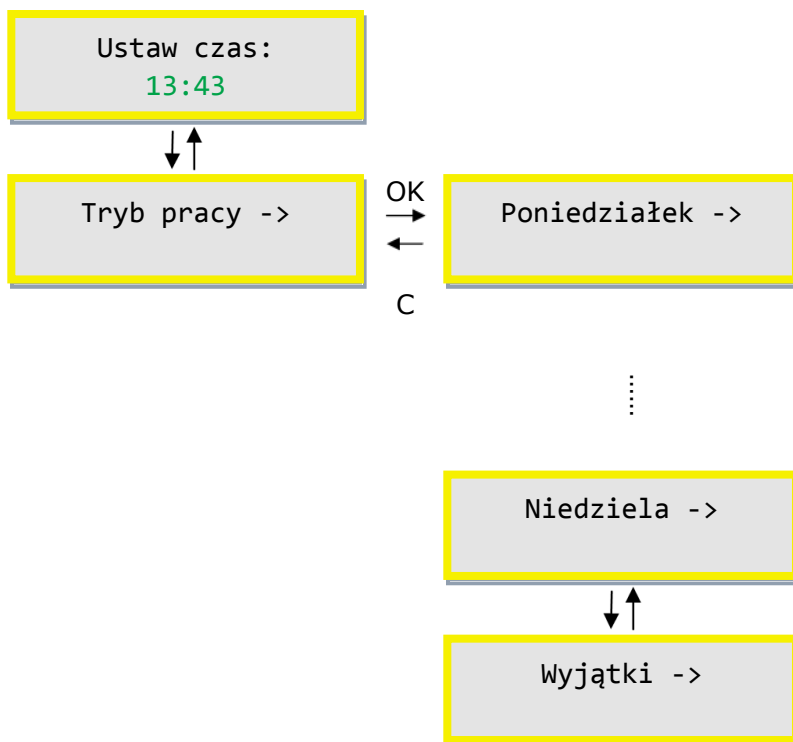 Ustaw czas:
13:43
Tryb pracy ->
OK
Poniedziałek ->
C
Niedziela ->
Wyjątki ->